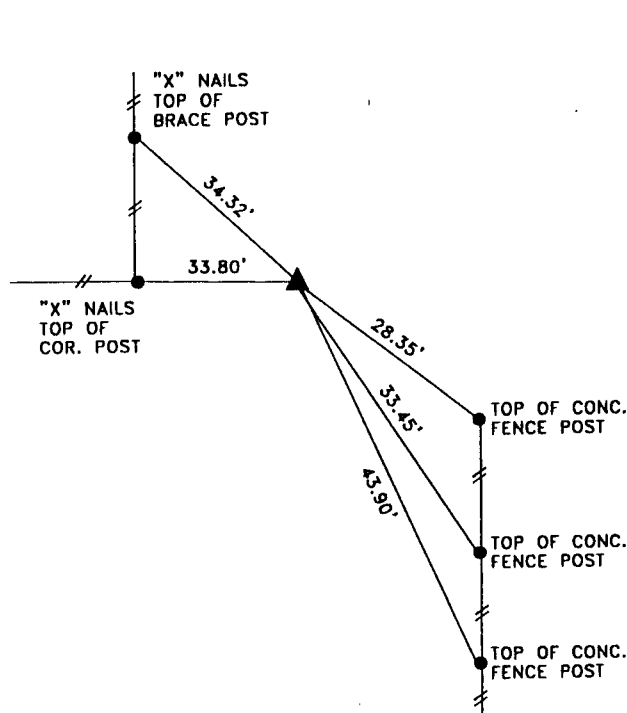 "X" NAILS
TOP OF
BRACE POST
34.32'
33.80'
"X" NAILS
TOP OF
COR. POST
28.35'
33.45'
43.90'
TOP OF CONC.
FENCE POST
TOP OF CONC.
FENCE POST
TOP OF CONC.
FENCE POST